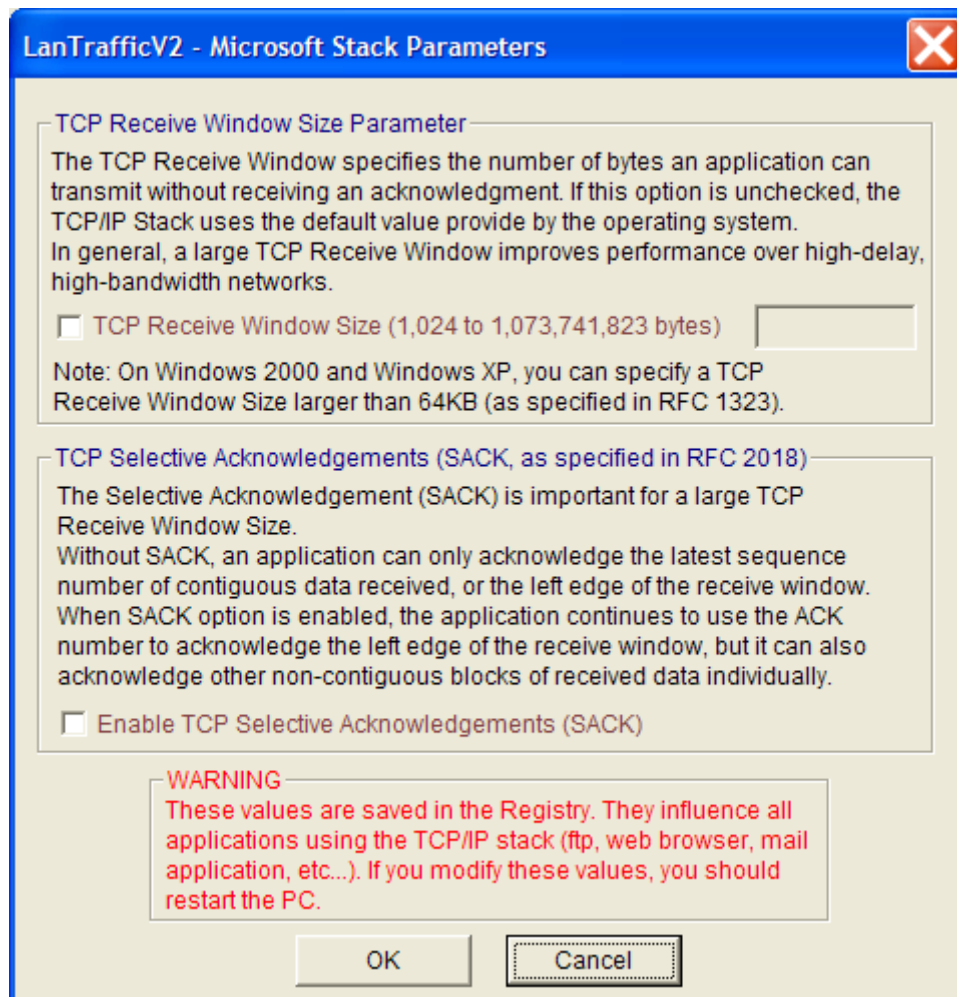 LanTrafficV2 - Microsoft Stack Parameters
TCP Receive Window Size Parameter
The TCP Receive Window specifies the number of bytes an application can
transmit without receiving an acknowledgment. If this option is unchecked, the
TCP/IP Stack uses the default value provide by the operating system.
In general, a large TCP Receive Window improves performance over high-delay,
high-bandwidth networks.
TCP Receive Window Size (1,024 to 1,073,741,823 bytes)
Note: On Windows 2000 and Windows XP, you can specify a TCP
Receive Window Size larger than 64KB (as specified in RFC 1323).
TCP Selective Acknowledgements (SACK, as specified in RFC 2018)
The Selective Acknowledgement (SACK) is important for a large TCP
Receive Window Size.
Without SACK, an application can only acknowledge the latest sequence
number of contiguous data received, or the left edge of the receive window.
When SACK option is enabled, the application continues to use the ACK
number to acknowledge the left edge of the receive window, but it can also
acknowledge other non-contiguous blocks of received data individually.
Enable TCP Selective Acknowledgements (SACK)
WARNING
These values are saved in the Registry. They influence all
applications using the TCP/IP stack (ftp, web browser, mail
application, etc...). If you modify these values, you should
restart the PC.
OK
Cancel